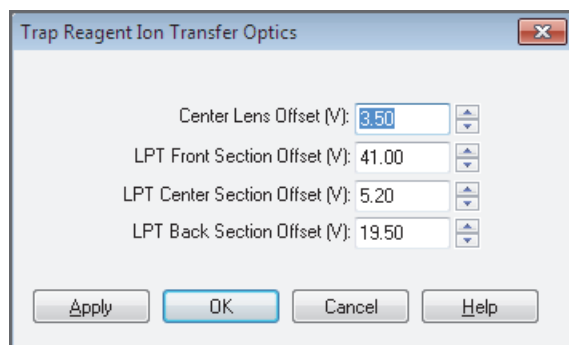 Trap Reagent Ion Transfer Optics
Center Lens Offset (V): 3.50
LPT Front Section Offset (V): 41.00
LPT Center Section Offset (V): 5.20
LPT Back Section Offset (V): 19.50
Apply OK Cancel Help